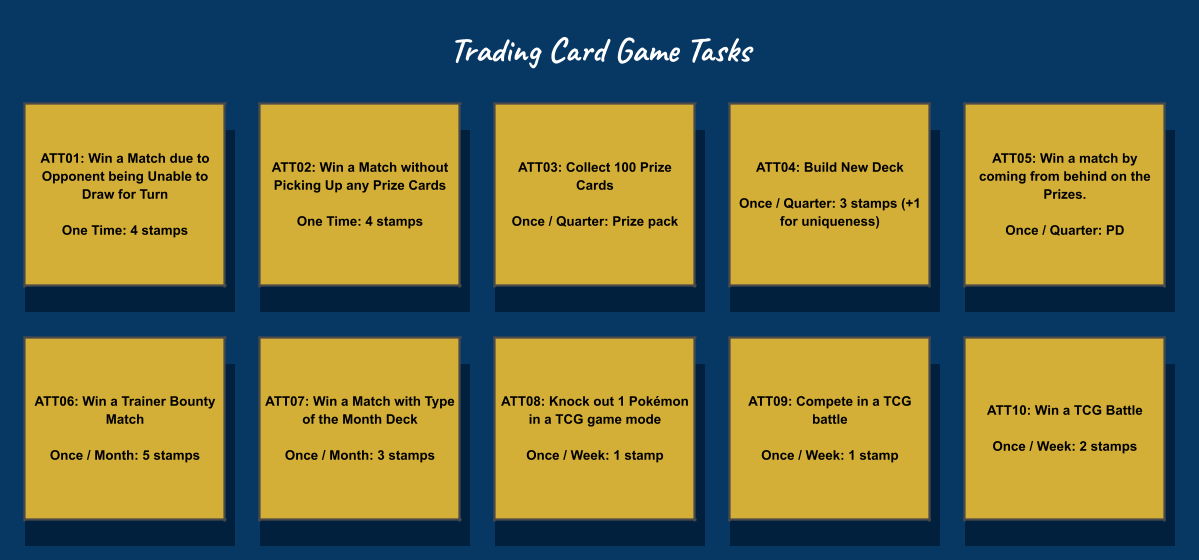 Trading Card Game Tasks
ATT01: Win a Match due to
Opponent being Unable to
Draw for Turn
One Time: 4 stamps
ATT02: Win a Match without
Picking Up any Prize Cards
One Time: 4 stamps
ATT03: Collect 100 Prize
Cards
Once / Quarter: Prize pack
ATT04: Build New Deck
Once / Quarter: 3 stamps (+1
for uniqueness)
ATT05: Win a match by
coming from behind on the
Prizes.
Once / Quarter: PD
ATT06: Win a Trainer Bounty
Match
Once / Month: 5 stamps
ATT07: Win a Match with Type
of the Month Deck
Once / Month: 3 stamps
ATT08: Knock out 1 Pokémon
in a TCG game mode
Once / Week: 1 stamp
ATT09: Compete in a TCG
battle
Once / Week: 1 stamp
ATT10: Win a TCG Battle
Once / Week: 2 stamps